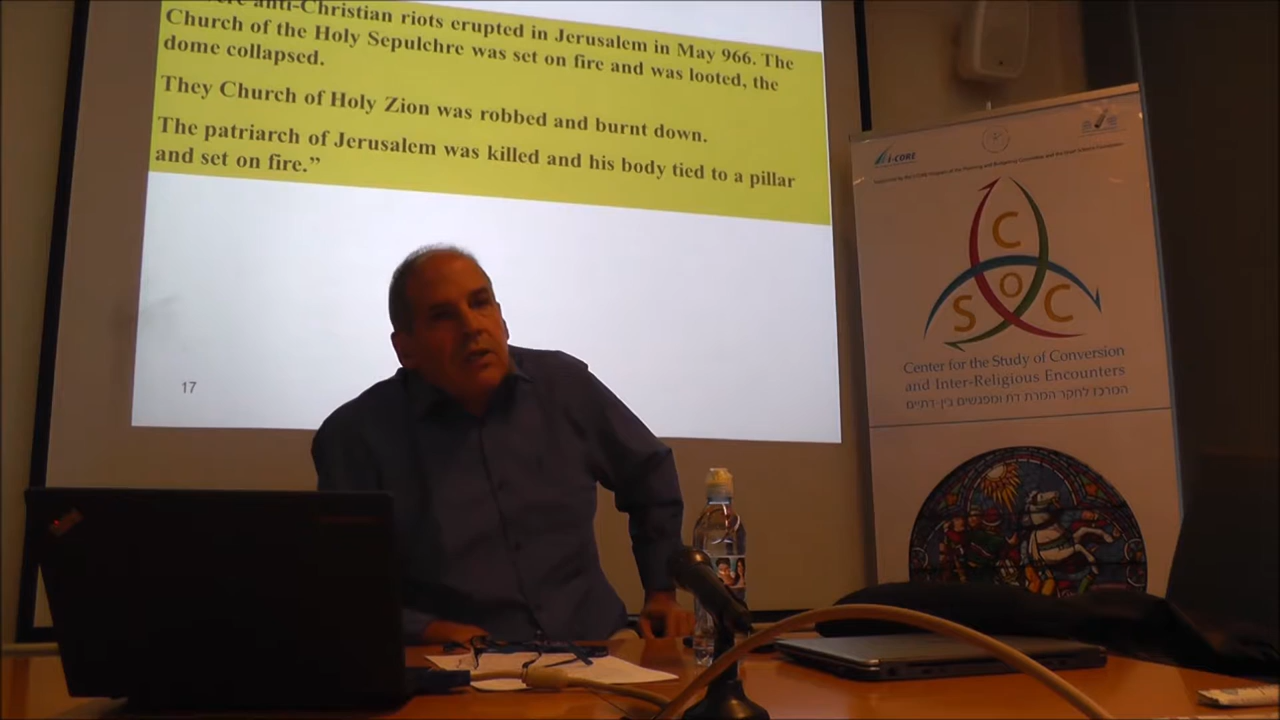 anti-Christian riots erupted in Jerusalem in May 966. The
Church of the Holy Sepulchre was set on fire and was looted, the
dome collapsed.
They Church of Holy Zion was robbed and burnt down.
The patriarch of Jerusalem was killed and his body tied to a pillar
and set on fire.”
17
i-CORE
C
S O C
Center for the Study of Conversion
and Inter-Religious Encounters
המרכז לחקר המרת דת ומפגשים בין-דתיים